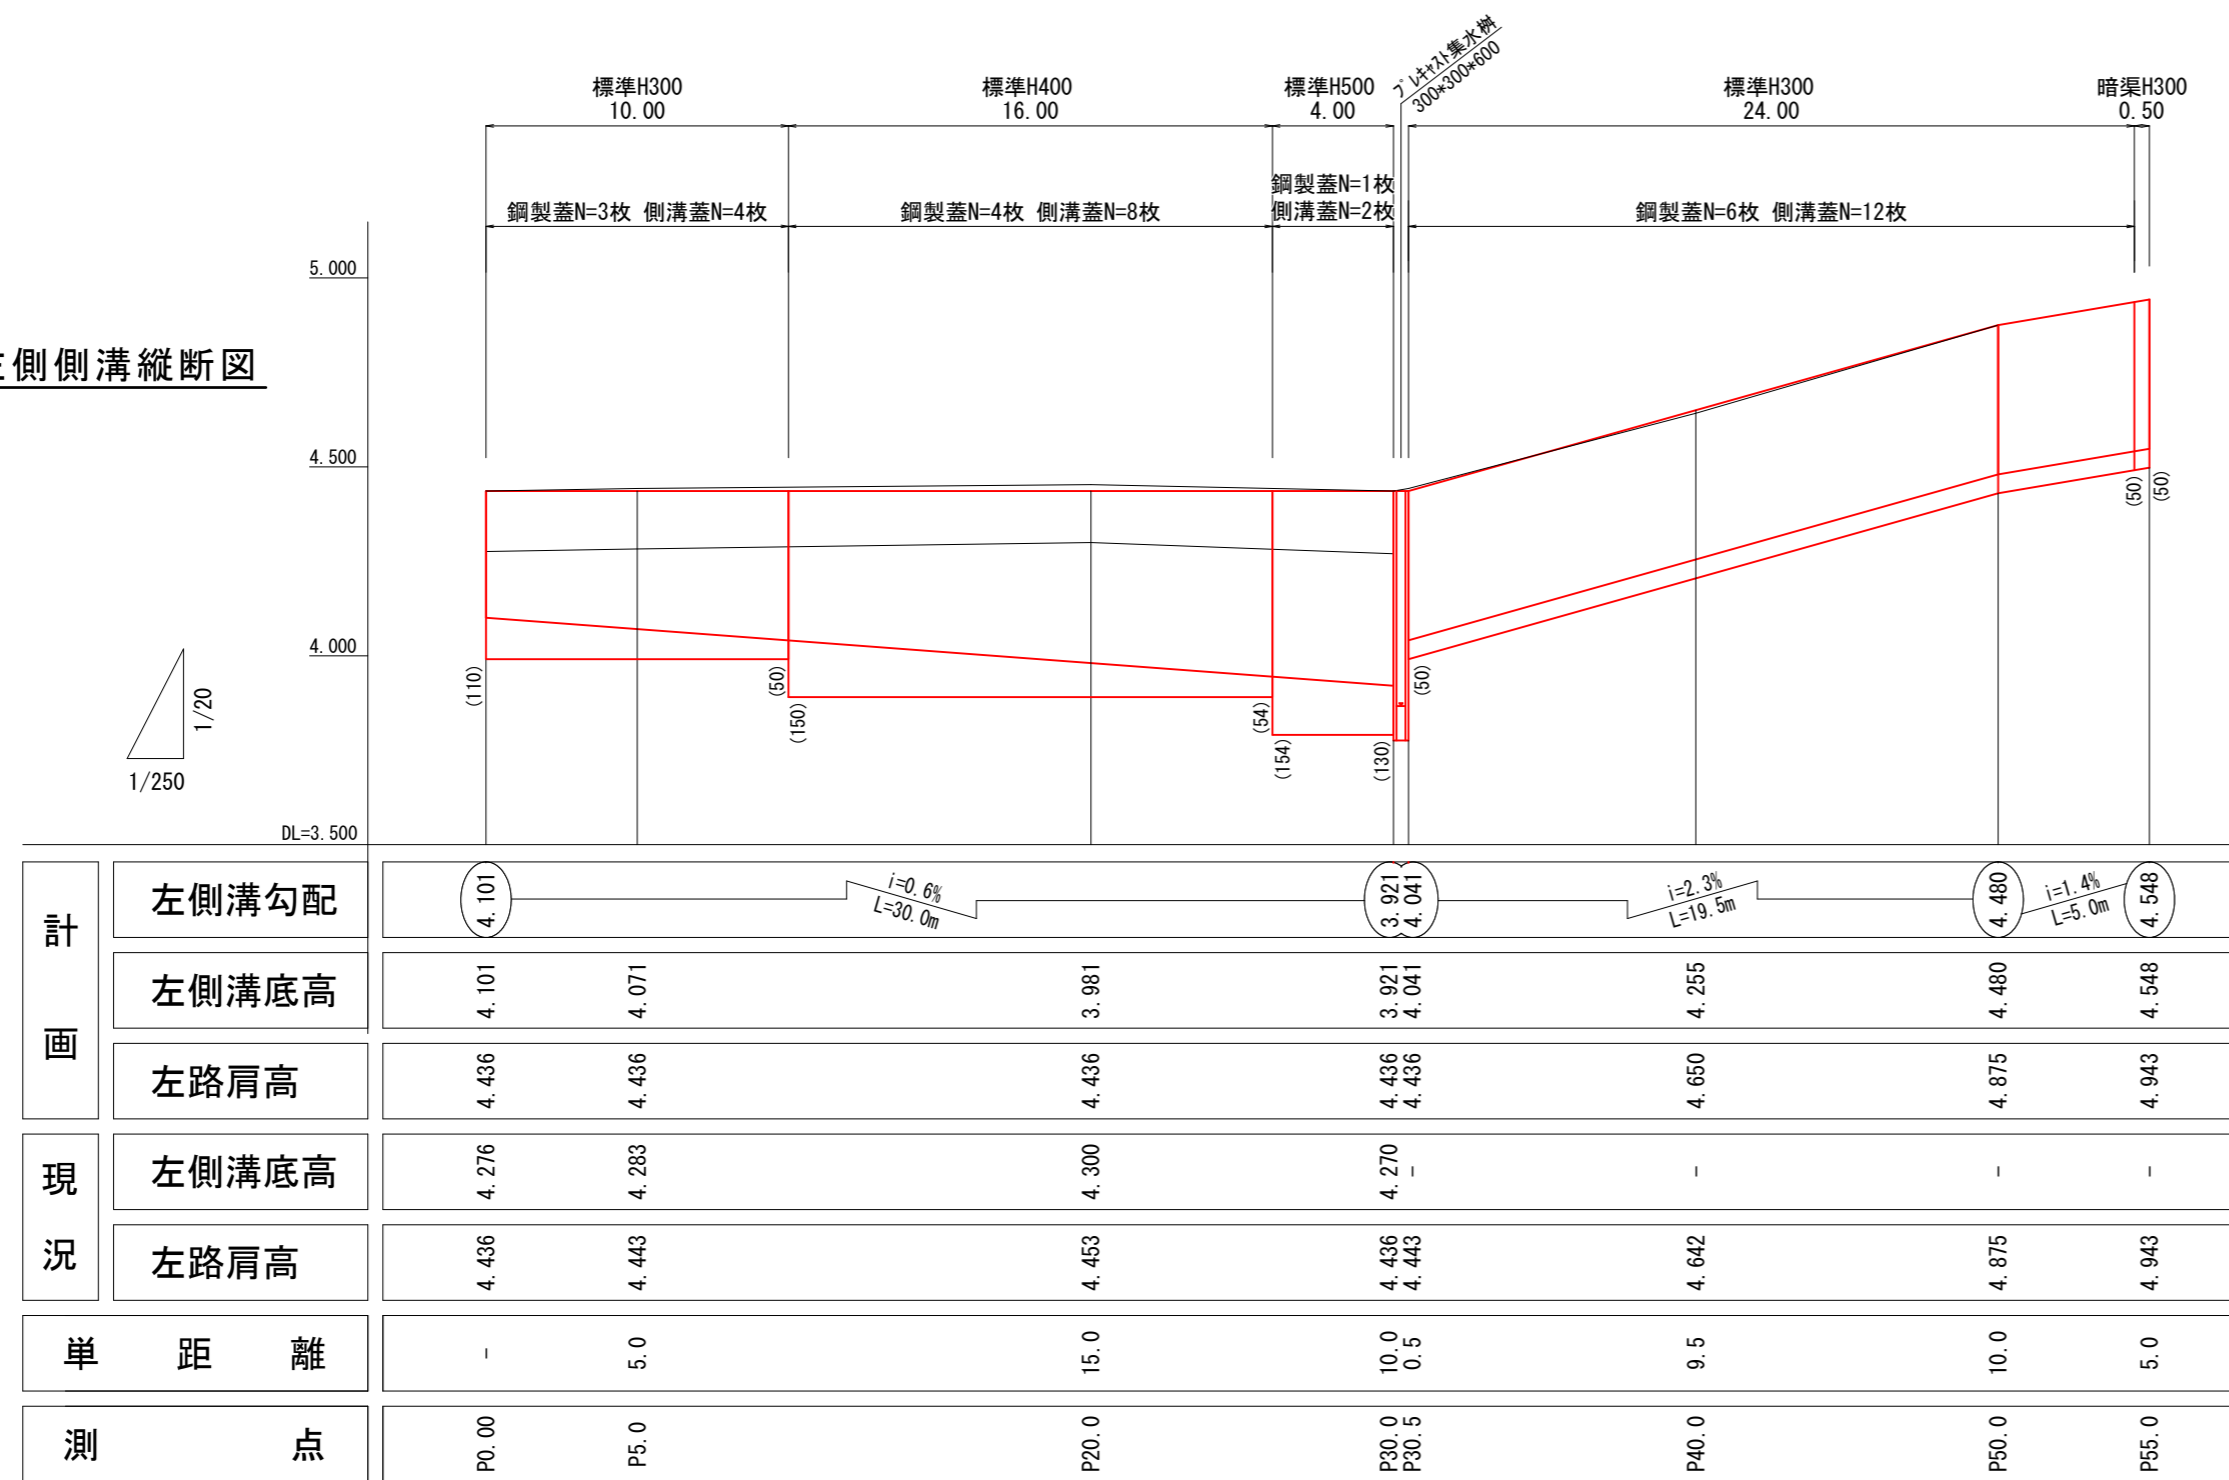 プレキャスト集水桝
300*300*600
標準H300
10.00
標準H400
16.00
標準H500
4.00
標準H300
24.00
暗渠H300
0.50
鋼製蓋N=3枚 側溝蓋N=4枚
鋼製蓋N=4枚 側溝蓋N=8枚
鋼製蓋N=1枚
側溝蓋N=2枚
鋼製蓋N=6枚 側溝蓋N=12枚
側側溝縦断図
5.000
4.500
4.000
DL=3.500
1/20
1/250
(110)
(50)
(150)
(54)
(154)
(130)
(50)
(50)
(50)
計画
左側溝勾配
4.101
i=0.6%
L=30.0m
3.921
4.041
i=2.3%
L=19.5m
4.480
i=1.4%
L=5.0m
4.548
左側溝底高
4.101 4.071 3.981 3.921 4.041 4.255 4.480 4.548
左路肩高
4.436 4.436 4.436 4.436 4.436 4.650 4.875 4.943
現況
左側溝底高
4.276 4.283 4.300 4.270 - - - -
左路肩高
4.436 4.443 4.453 4.436 4.443 4.642 4.875 4.943
単距離
- 5.0 15.0 10.0 0.5 9.5 10.0 5.0
測点
P0.00 P5.0 P20.0 P30.0 P30.5 P40.0 P50.0 P55.0